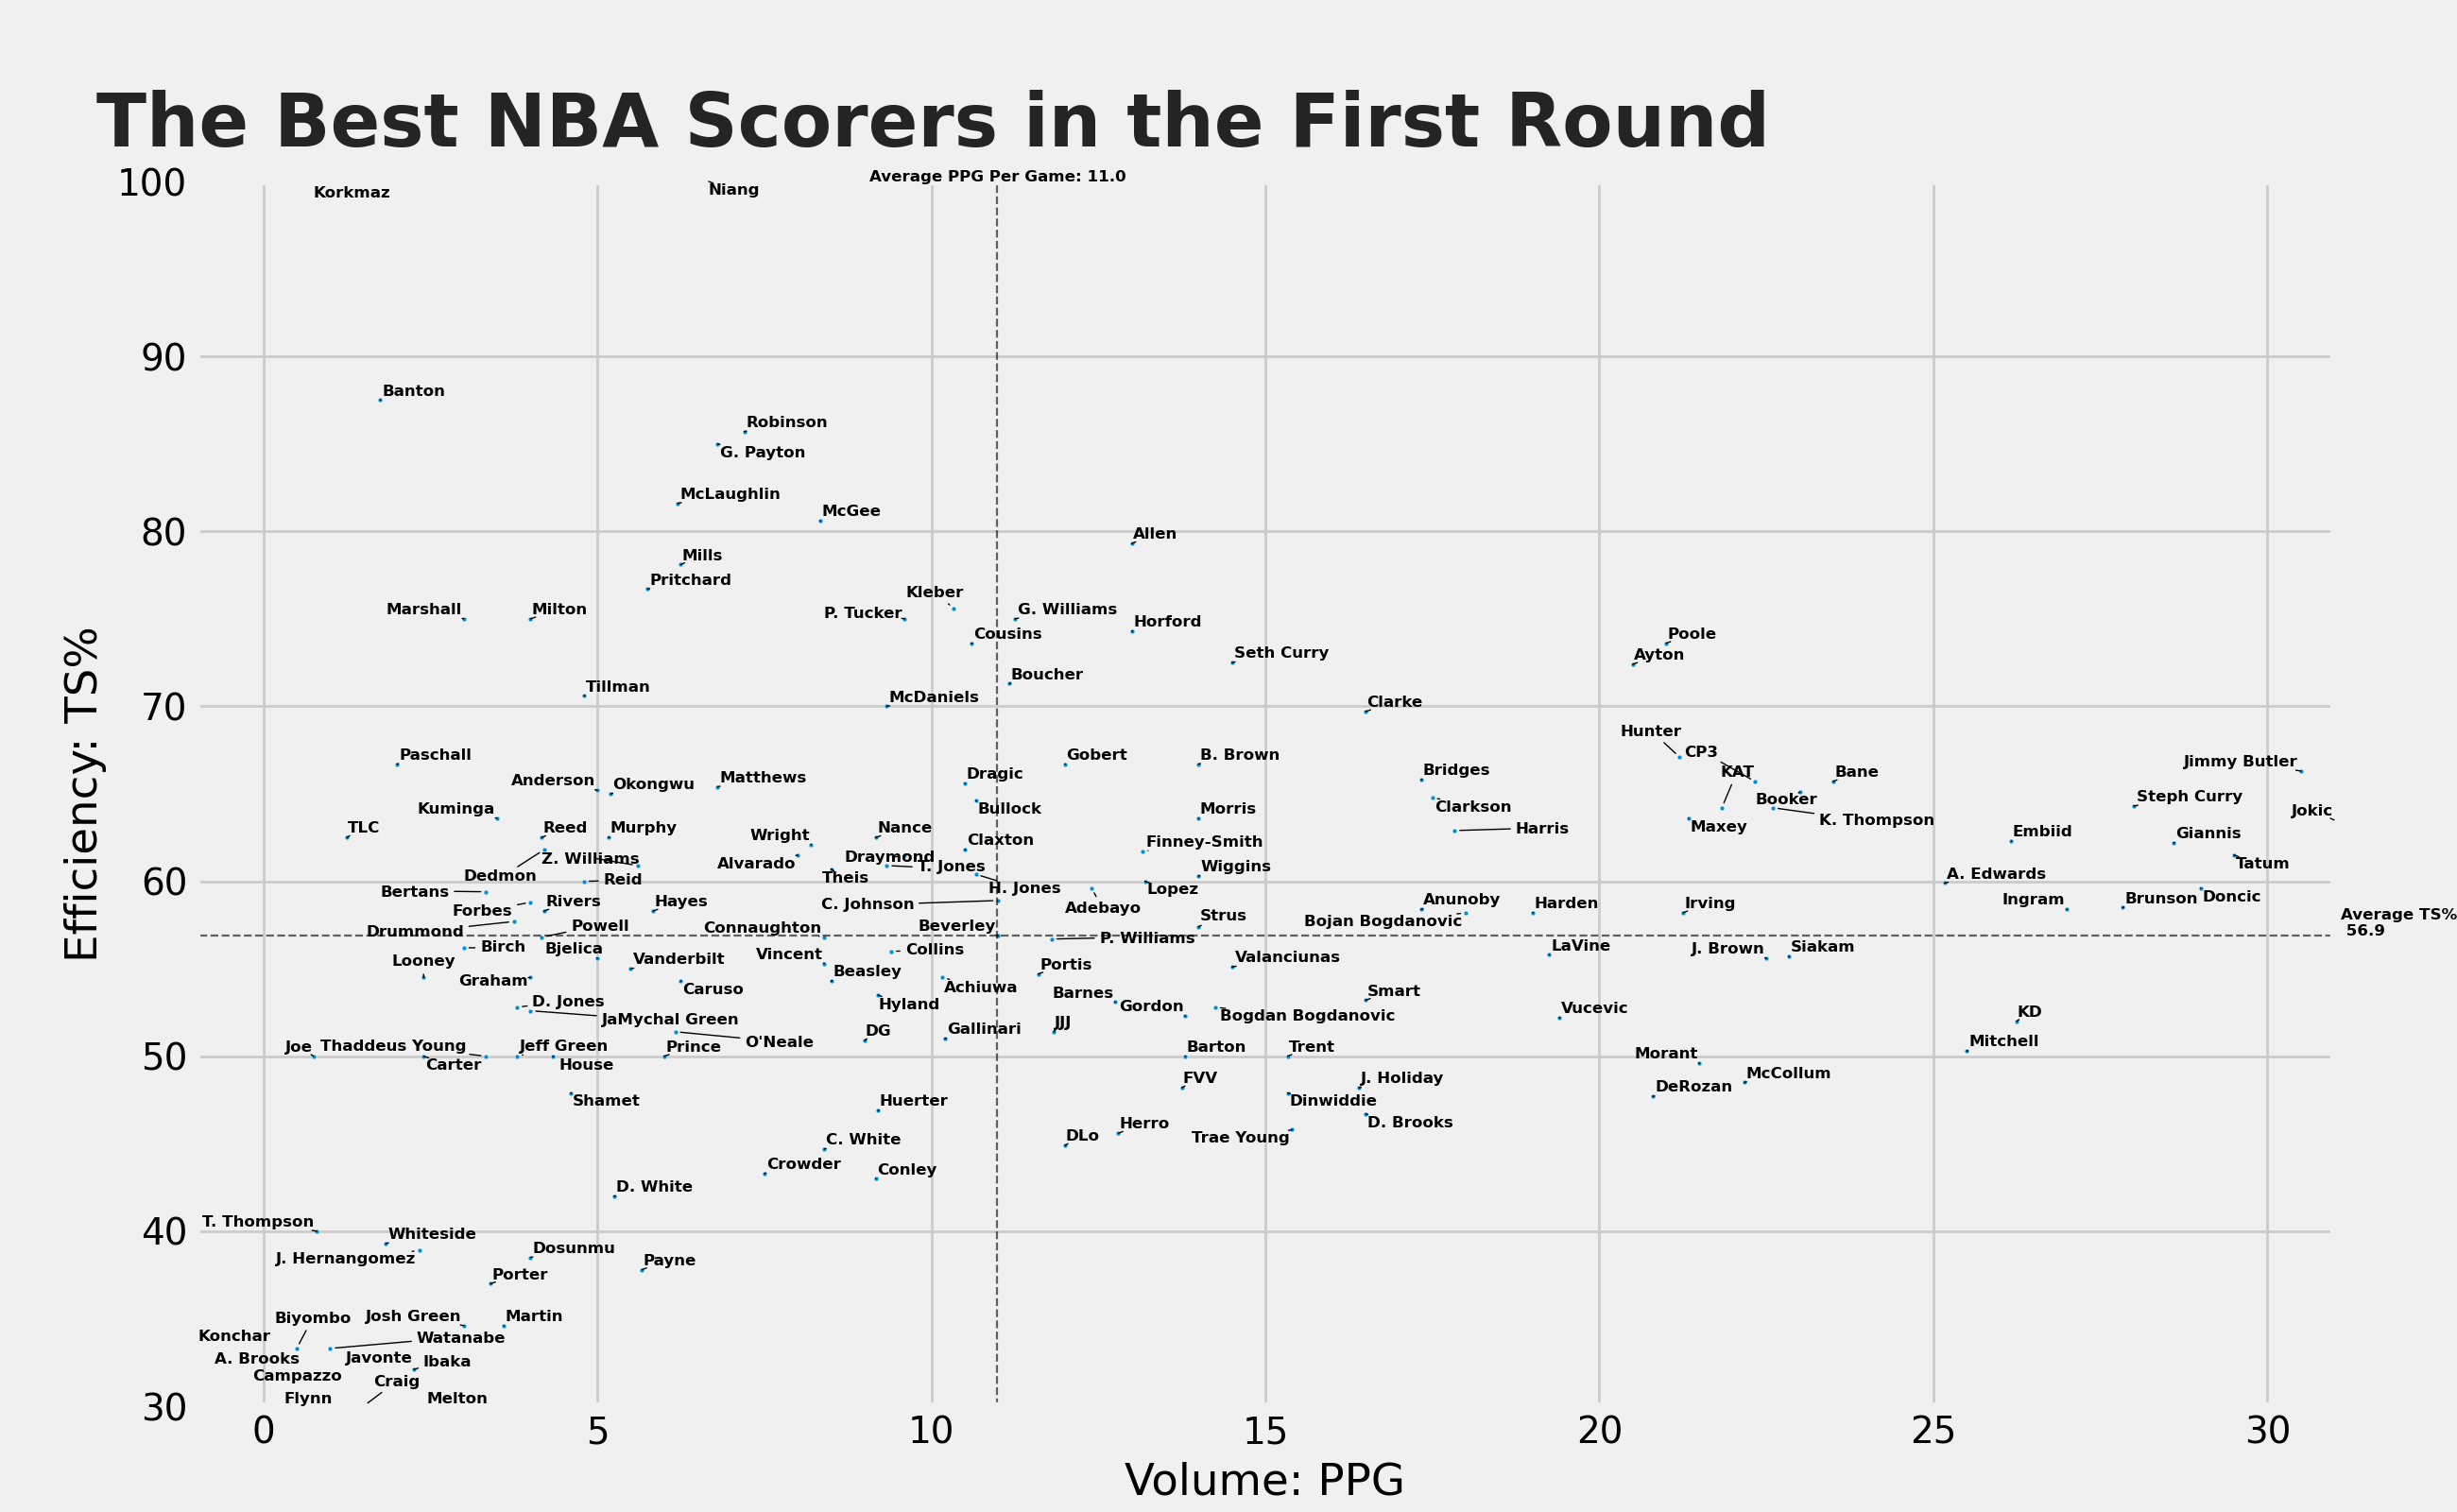 The Best NBA Scorers in the First Round
Average PPG Per Game: 11.0
100
Korkmaz
Niang
90
Banton
Robinson
G. Payton
McLaughlin
McGee
80
Allen
Mills
Pritchard
Kleber
Marshall
Milton
P. Tucker
G. Williams
Horford
Cousins
Poole
Seth Curry
Ayton
Boucher
Tillman
McDaniels
70
Clarke
Hunter
CP3
Paschall
Gobert
B. Brown
Jimmy Butler
Anderson
Okongwu
Matthews
Dragic
Bridges
KAT
Bane
Kuminga
Bullock
Morris
Clarkson
Booker
Steph Curry
Jokic
TLC
Reed
Murphy
Wright
Nance
Claxton
Finney-Smith
Harris
Maxey
K. Thompson
Embiid
Giannis
Z. Williams
Alvarado
Draymond
T. Jones
Wiggins
Tatum
Dedmon
Reid
Theis
60
H. Jones
Lopez
A. Edwards
Bertans
Forbes
Rivers
Hayes
C. Johnson
Adebayo
Anunoby
Harden
Irving
Ingram
Brunson
Doncic
Drummond
Powell
Connaughton
Beverley
Strus
Bojan Bogdanovic
Average TS%
56.9
Birch
Bjelica
Collins
P. Williams
LaVine
J. Brown
Siakam
Looney
Vanderbilt
Vincent
Portis
Valanciunas
Graham
Caruso
Beasley
Achiuwa
Barnes
Smart
D. Jones
Hyland
Gordon
Bogdan Bogdanovic
Vucevic
KD
JaMychal Green
O'Neale
DG
Gallinari
JJJ
Joe
Thaddeus Young
Jeff Green
Prince
Barton
Trent
Mitchell
50
Carter
House
Morant
FVV
J. Holiday
McCollum
DeRozan
Shamet
Huerter
Dinwiddie
D. Brooks
C. White
DLo
Herro
Trae Young
Crowder
Conley
D. White
T. Thompson
40
Whiteside
J. Hernangomez
Dosunmu
Payne
Porter
Biyombo
Josh Green
Martin
Konchar
Watanabe
A. Brooks
Javonte
Ibaka
Campazzo
Craig
Flynn
Melton
30
0 5 10 15 20 25 30
Efficiency: TS%
Volume: PPG